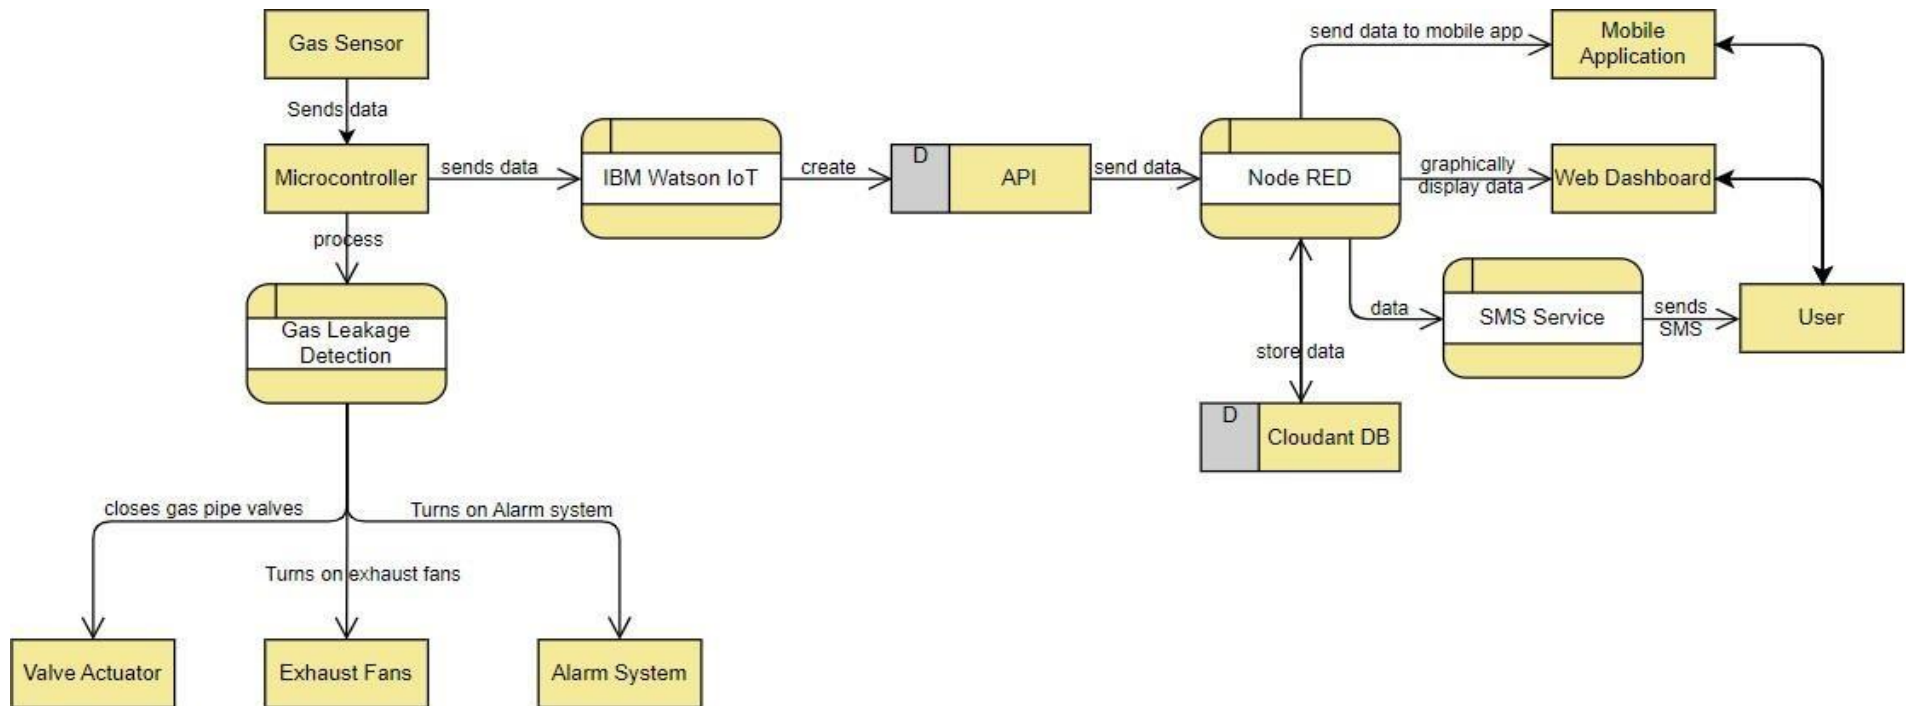 Gas Sensor
Sends data
Microcontroller
sends data
IBM Watson IoT
create
D
API
send data
Node RED
send data to mobile app
Mobile
Application
graphically
display data
Web Dashboard
data
SMS Service
sends
SMS
User
store data
D
Cloudant DB
process
Gas Leakage
Detection
closes gas pipe valves
Turns on Alarm system
Turns on exhaust fans
Valve Actuator
Exhaust Fans
Alarm System